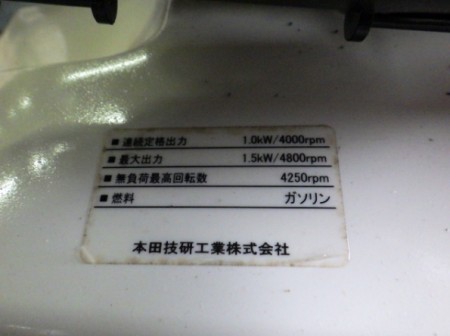 ■連続定格出力 1.0kW/4000rpm
■最大出力 1.5kW/4800rpm
■無負荷最高回転数 4250rpm
■燃料 ガソリン
本田技研工業株式会社